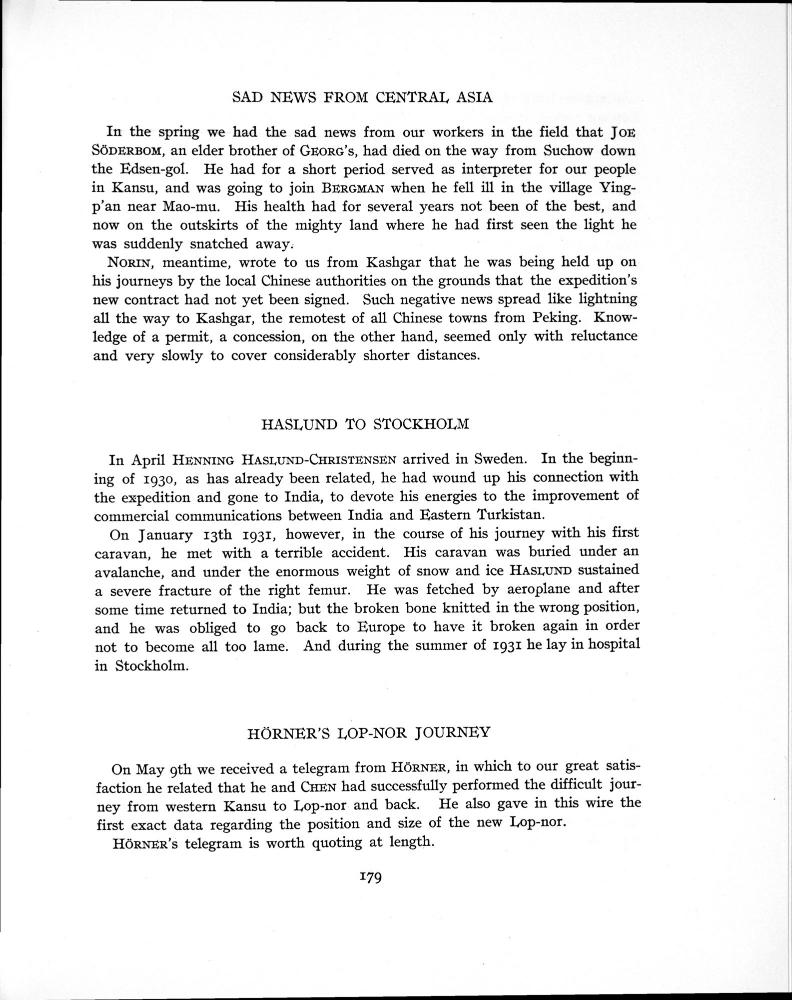 SAD NEWS FROM CENTRAL ASIA
In the spring we had the sad news from our workers in the field that JOE
SÖDERBOM, an elder brother of GEORG's, had died on the way from Suchow down
the Edsen-gol. He had for a short period served as interpreter for our people
in Kansu, and was going to join BERGMAN when he fell ill in the village Ying-
p'an near Mao-mu. His health had for several years not been of the best, and
now on the outskirts of the mighty land where he had first seen the light he
was suddenly snatched away.
NORIN, meantime, wrote to us from Kashgar that he was being held up on
his journeys by the local Chinese authorities on the grounds that the expedition's
new contract had not yet been signed. Such negative news spread like lightning
all the way to Kashgar, the remotest of all Chinese towns from Peking. Know-
ledge of a permit, a concession, on the other hand, seemed only with reluctance
and very slowly to cover considerably shorter distances.
HASLUND TO STOCKHOLM
In April HENNING HASLUND-CHRISTENSEN arrived in Sweden. In the beginn-
ing of 1930, as has already been related, he had wound up his connection with
the expedition and gone to India, to devote his energies to the improvement of
commercial communications between India and Eastern Turkistan.
On January 13th 1931, however, in the course of his journey with his first
caravan, he met with a terrible accident. His caravan was buried under an
avalanche, and under the enormous weight of snow and ice HASLUND sustained
a severe fracture of the right femur. He was fetched by aeroplane and after
some time returned to India; but the broken bone knitted in the wrong position,
and he was obliged to go back to Europe to have it broken again in order
not to become all too lame. And during the summer of 1931 he lay in hospital
in Stockholm.
HÖRNER'S LOP-NOR JOURNEY
On May 9th we received a telegram from HÖRNER, in which to our great satis-
faction he related that he and CHEN had successfully performed the difficult jour-
ney from western Kansu to Lop-nor and back. He also gave in this wire the
first exact data regarding the position and size of the new Lop-nor.
HÖRNER's telegram is worth quoting at length.
179